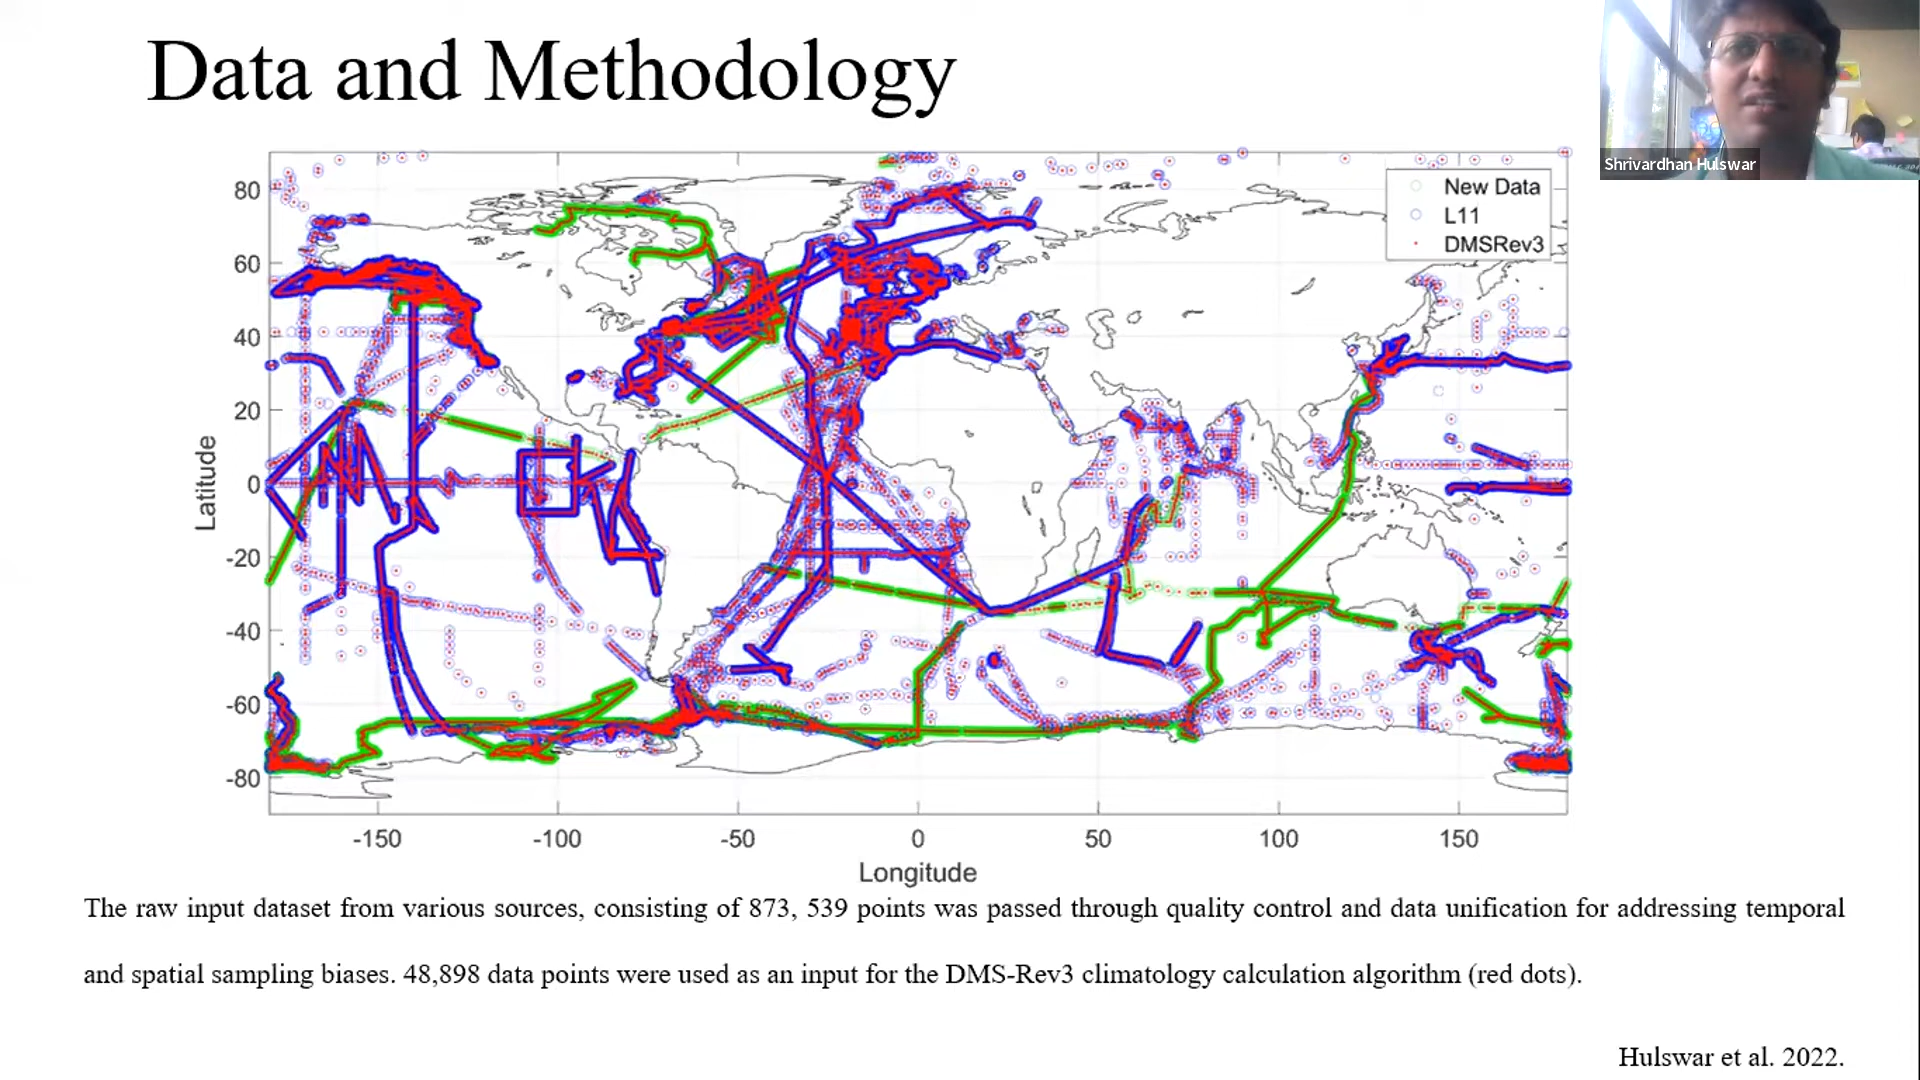 Data and Methodology
Shrivardhan Hulswar
New Data
L11
DMSRev3
80
60
40
20
0
-20
-40
-60
-80
Latitude
-150 -100 -50 0 50 100 150
Longitude
The raw input dataset from various sources, consisting of 873, 539 points was passed through quality control and data unification for addressing temporal
and spatial sampling biases. 48,898 data points were used as an input for the DMS-Rev3 climatology calculation algorithm (red dots).
Hulswar et al. 2022.